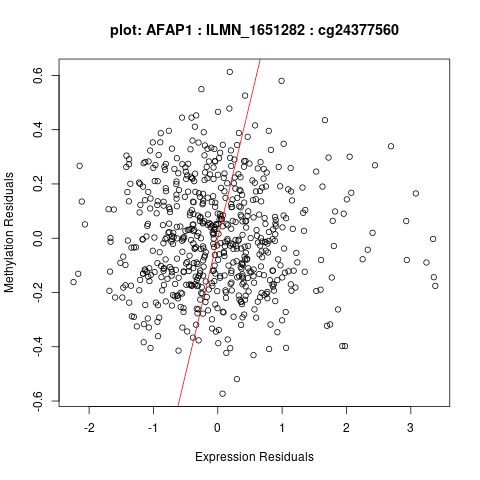 plot: AFAP1 : ILMN_1651282 : cg24377560
Methylation Residuals
0.6
0.4
0.2
0.0
-0.2
-0.4
-0.6
-2 -1 0 1 2 3
Expression Residuals